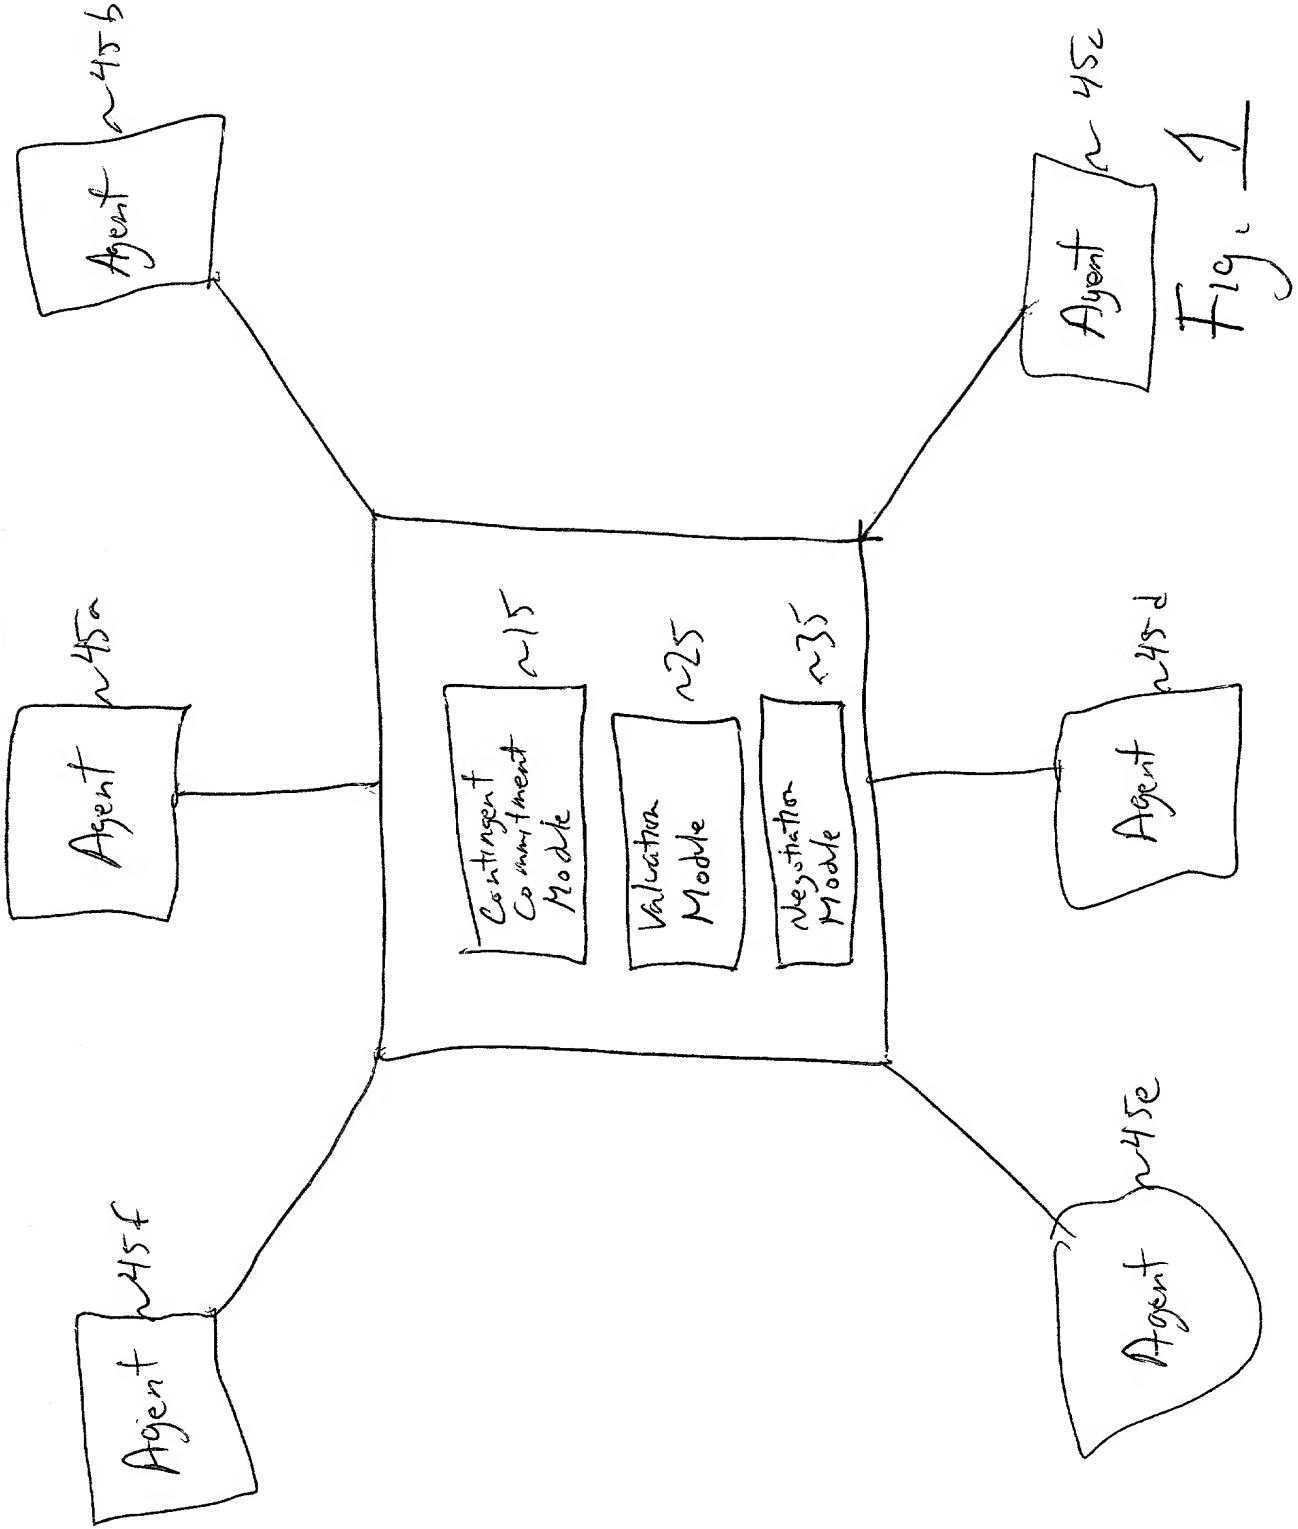 Agent
~45f
Agent
~45a
Agent
~45b
Contingent
Commitment
Module
~15
Valuation
Module
~25
Negotiation
Module
~35
Agent
~45e
Agent
~45d
Agent
~45c
Fig. 1